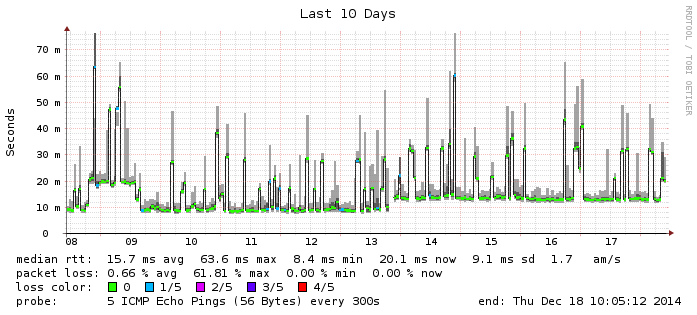 Last 10 Days
RRDTOOL / TOBI OETIKER
Seconds
70 m
60 m
50 m
40 m
30 m
20 m
10 m
0
08 09 10 11 12 13 14 15 16 17
median rtt: 15.7 ms avg 63.6 ms max 8.4 ms min 20.1 ms now 9.1 ms sd 1.7 am/s
packet loss: 0.66 % avg 61.81 % max 0.00 % min 0.00 % now
loss color: 0 1/5 2/5 3/5 4/5
probe: 5 ICMP Echo Pings (56 Bytes) every 300s end: Thu Dec 18 10:05:12 2014